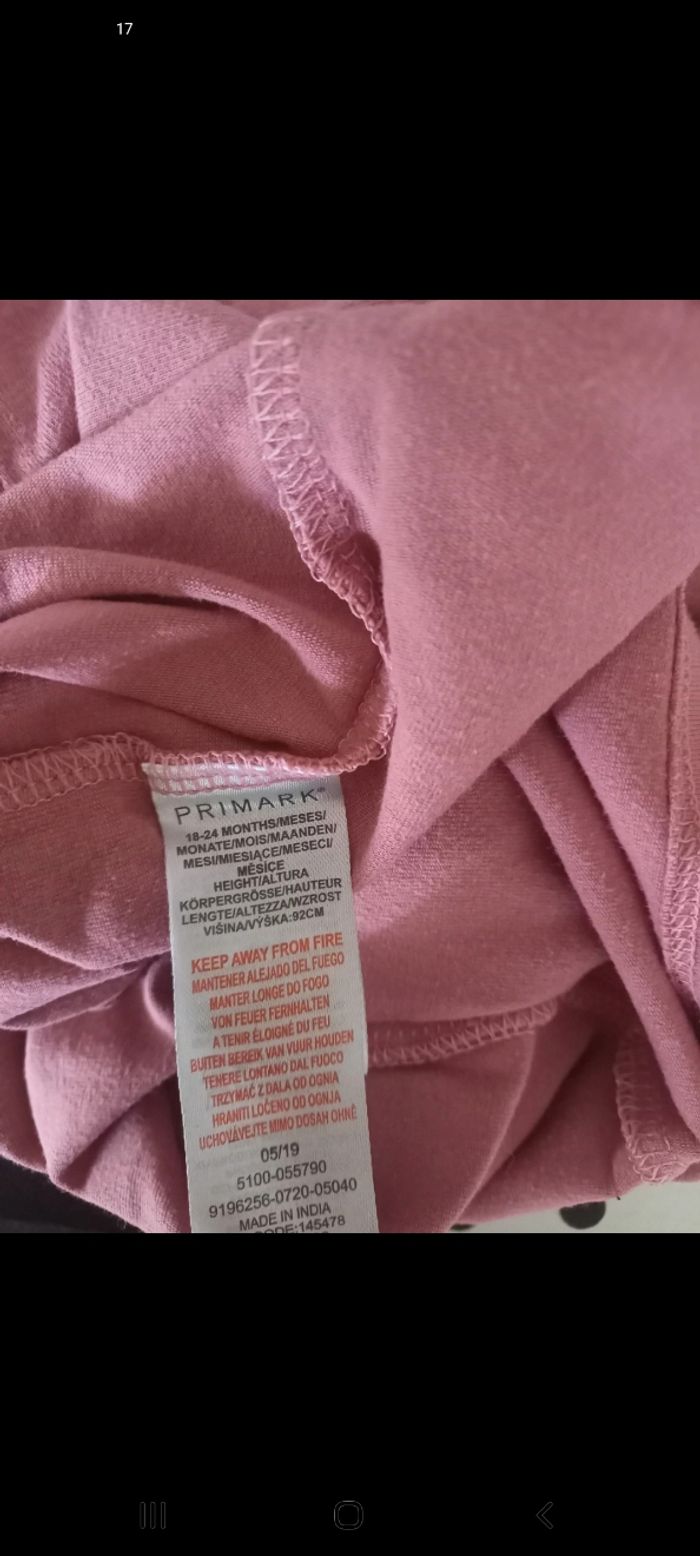 17
PRIMARK®
18-24 MONTHS/MESES/
MONATE/MOIS/MAANDEN/
MESI/MIESIĄCE/MESECI/
MĚSÍCE
HEIGHT/ALTURA
KÖRPERGRÖSSE/HAUTEUR
LENGTE/ALTEZZA/WZROST
VIŠINA/VÝŠKA:92CM
KEEP AWAY FROM FIRE
MANTENER ALEJADO DEL FUEGO
MANTER LONGE DO FOGO
VON FEUER FERNHALTEN
A TENIR ÉLOIGNÉ DU FEU
BUITEN BEREIK VAN VUUR HOUDEN
TENERE LONTANO DAL FUOCO
TRZYMAĆ Z DALA OD OGNIA
HRANITI LOČENO OD OGNJA
UCHOVÁVEJTE MIMO DOSAH OHNĚ
05/19
5100-055790
9196256-0720-05040
MADE IN INDIA
CODE:145478